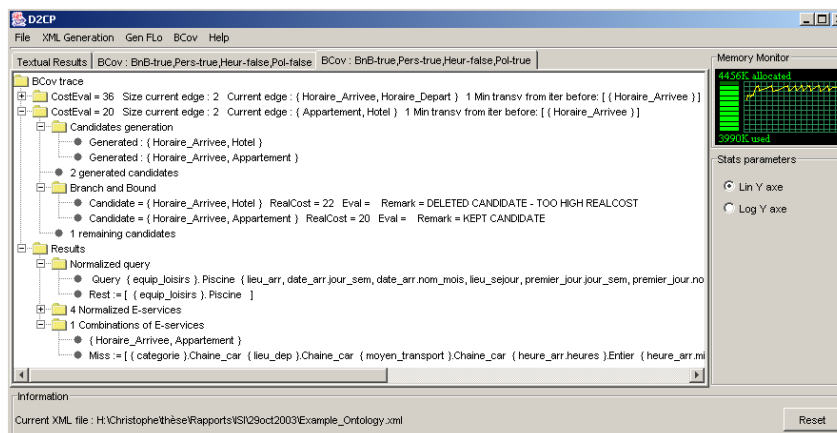 D2CP
File XML Generation Gen FLo BCov Help
Textual Results BCov : BnB-true,Pers-true,Heur-false,Pol-false BCov : BnB-true,Pers-true,Heur-false,Pol-true
BCov trace
CostEval = 36 Size current edge : 2 Current edge : { Horaire_Arrivee, Horaire_Depart } 1 Min transv from iter before: [ { Horaire_Arrivee } ]
CostEval = 20 Size current edge : 2 Current edge : { Appartement, Hotel } 1 Min transv from iter before: [ { Horaire_Arrivee } ]
Candidates generation
Generated : { Horaire_Arrivee, Hotel }
Generated : { Horaire_Arrivee, Appartement }
2 generated candidates
Branch and Bound
Candidate = { Horaire_Arrivee, Hotel } RealCost = 22 Eval = Remark = DELETED CANDIDATE - TOO HIGH REALCOST
Candidate = { Horaire_Arrivee, Appartement } RealCost = 20 Eval = Remark = KEPT CANDIDATE
1 remaining candidates
Results
Normalized query
Query { equip_loisirs }. Piscine { lieu_arr, date_arr.jour_sem, date_arr.nom_mois, lieu_sejour, premier_jour.jour_sem, premier_jour.no
Rest := [ { equip_loisirs }. Piscine ]
4 Normalized E-services
1 Combinations of E-services
{ Horaire_Arrivee, Appartement }
Miss := [ { categorie }.Chaine_car { lieu_dep }.Chaine_car { moyen_transport }.Chaine_car { heure_arr.heures }.Entier { heure_arr.mi
Memory Monitor
4456K allocated
3990K used
Stats parameters
Lin Y axe
Log Y axe
Information
Current XML file : H:\Christophe\thèse\Rapports\ISI\29oct2003\Example_Ontology.xml
Reset